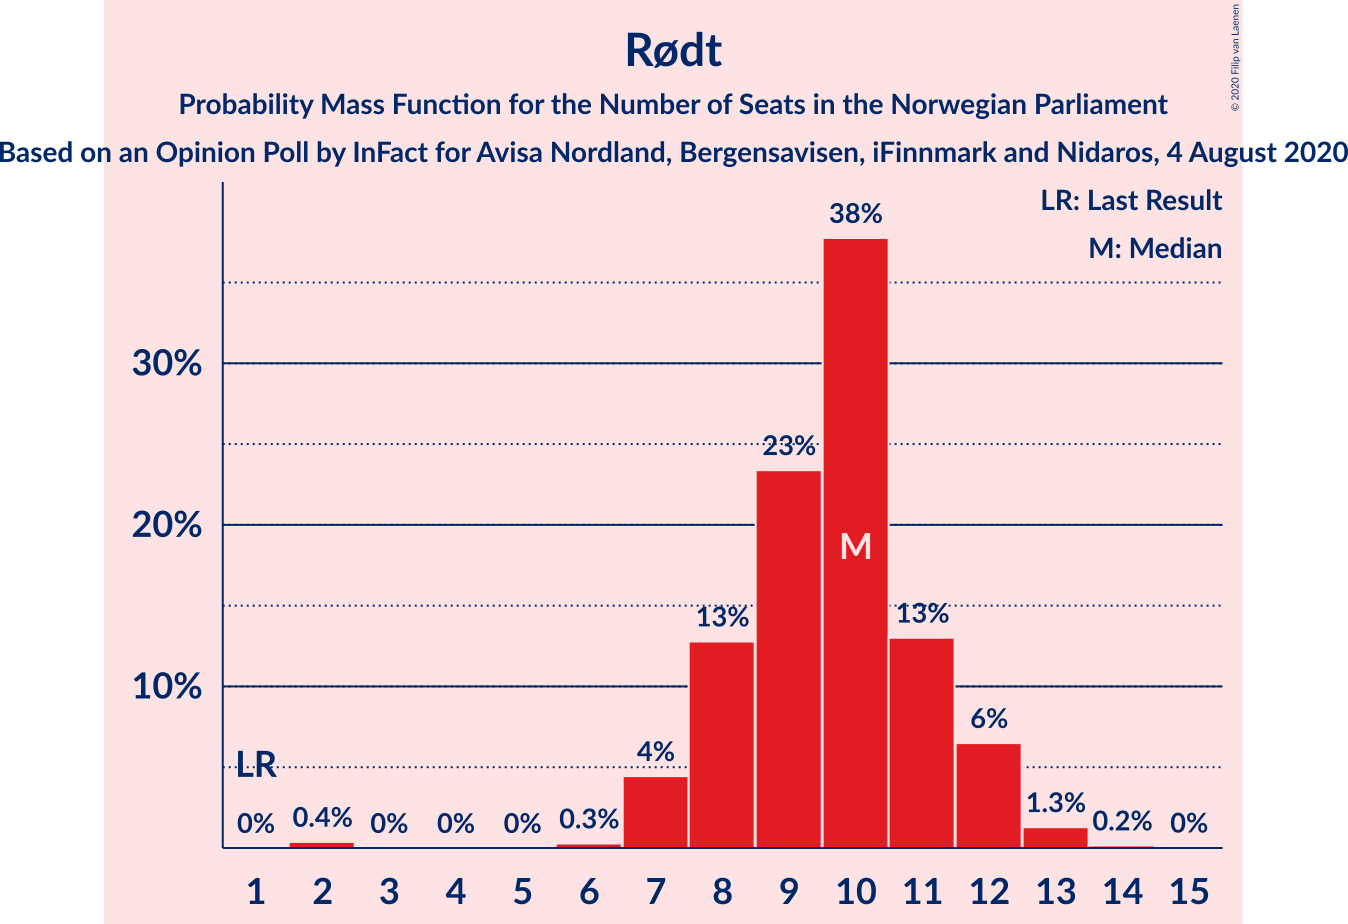 Rødt
Probability Mass Function for the Number of Seats in the Norwegian Parliament
Based on an Opinion Poll by InFact for Avisa Nordland, Bergensavisen, iFinnmark and Nidaros, 4 August 2020
© 2020 Filip van Laenen
LR: Last Result
M: Median
38%
30%
23%
20%
M
13%
13%
10%
6%
4%
LR
1.3%
0% 0.4% 0% 0% 0% 0.3% 0.2% 0%
1 2 3 4 5 6 7 8 9 10 11 12 13 14 15